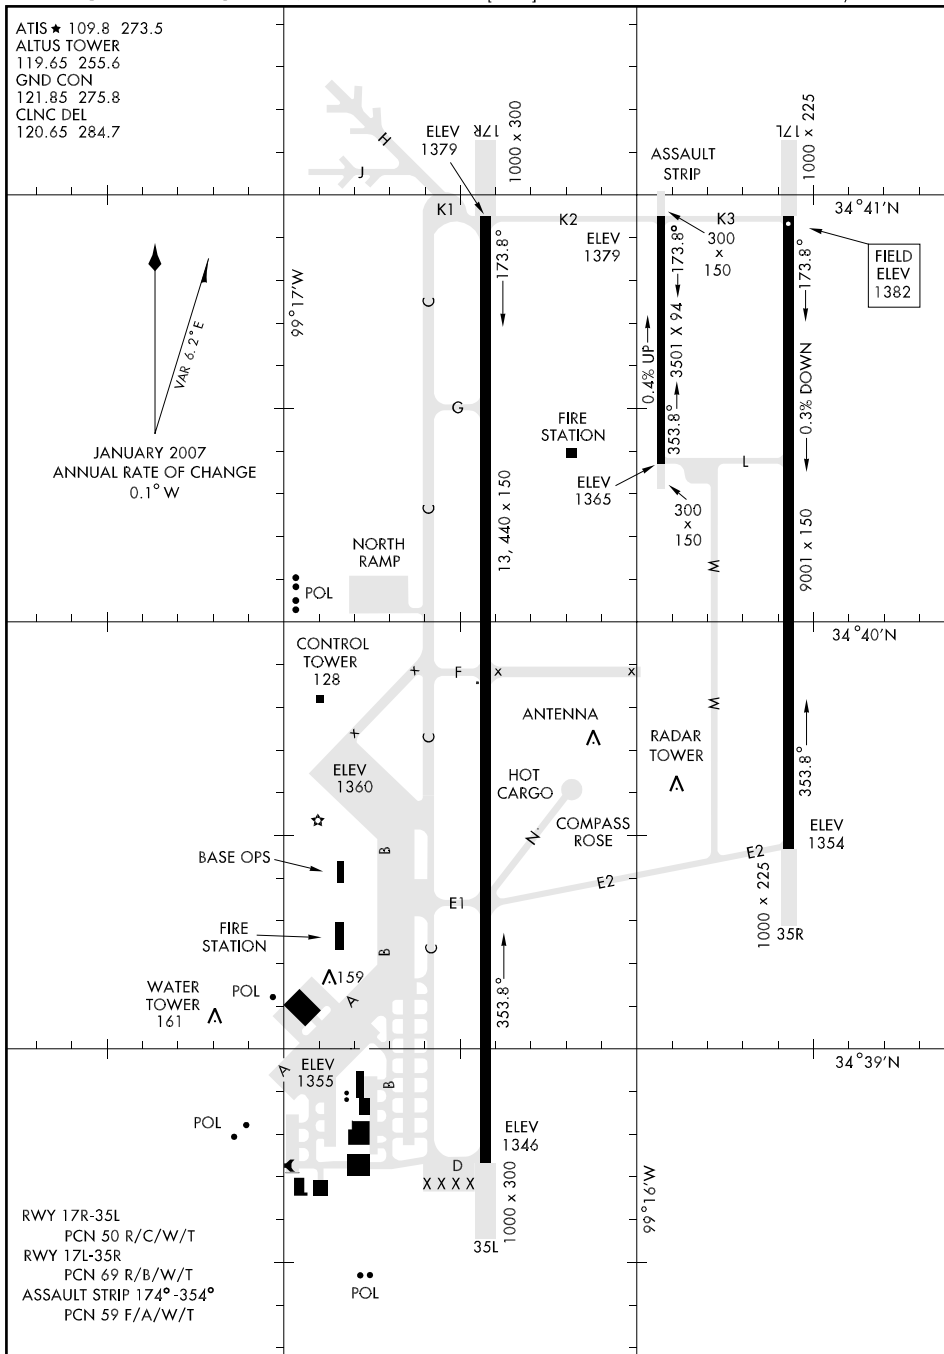 ATIS ★ 109.8 273.5
ALTUS TOWER
119.65 255.6
GND CON
121.85 275.8
CLNC DEL
120.65 284.7
H
J
ELEV
1379
17R
1000 x 300
ASSAULT
STRIP
17L
1000 x 225
34°41'N
K1
K2
K3
ELEV
1379
300
x
150
FIELD
ELEV
1382
99°17'W
VAR 6.2°E
JANUARY 2007
ANNUAL RATE OF CHANGE
0.1° W
C
173.8°
173.8°
173.8°
0.4% UP
3501 X 94
353.8°
0.3% DOWN
G
FIRE
STATION
ELEV
1365
L
300
x
150
C
13, 440 x 150
9001 x 150
NORTH
RAMP
POL
M
34°40'N
CONTROL
TOWER
128
x
F
x
x
M
x
C
ANTENNA
RADAR
TOWER
353.8°
ELEV
1360
HOT
CARGO
COMPASS
ROSE
N
ELEV
1354
BASE OPS
B
E2
E2
E1
1000 x 225
35R
FIRE
STATION
B
C
353.8°
159
WATER
TOWER
161
POL
A
34°39'N
A
ELEV
1355
B
POL
ELEV
1346
D
X X X X
1000 x 300
35L
99°16'W
RWY 17R-35L
PCN 50 R/C/W/T
RWY 17L-35R
PCN 69 R/B/W/T
ASSAULT STRIP 174°-354°
PCN 59 F/A/W/T
POL